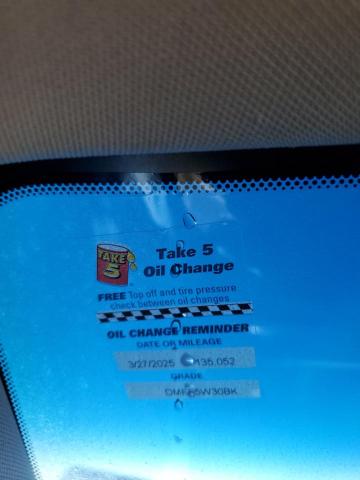 TAKE
5
Take 5
Oil Change
FREE Top off and tire pressure
check between oil changes
OIL CHANGE REMINDER
DATE OR MILEAGE
3/27/2025 135,052
GRADE